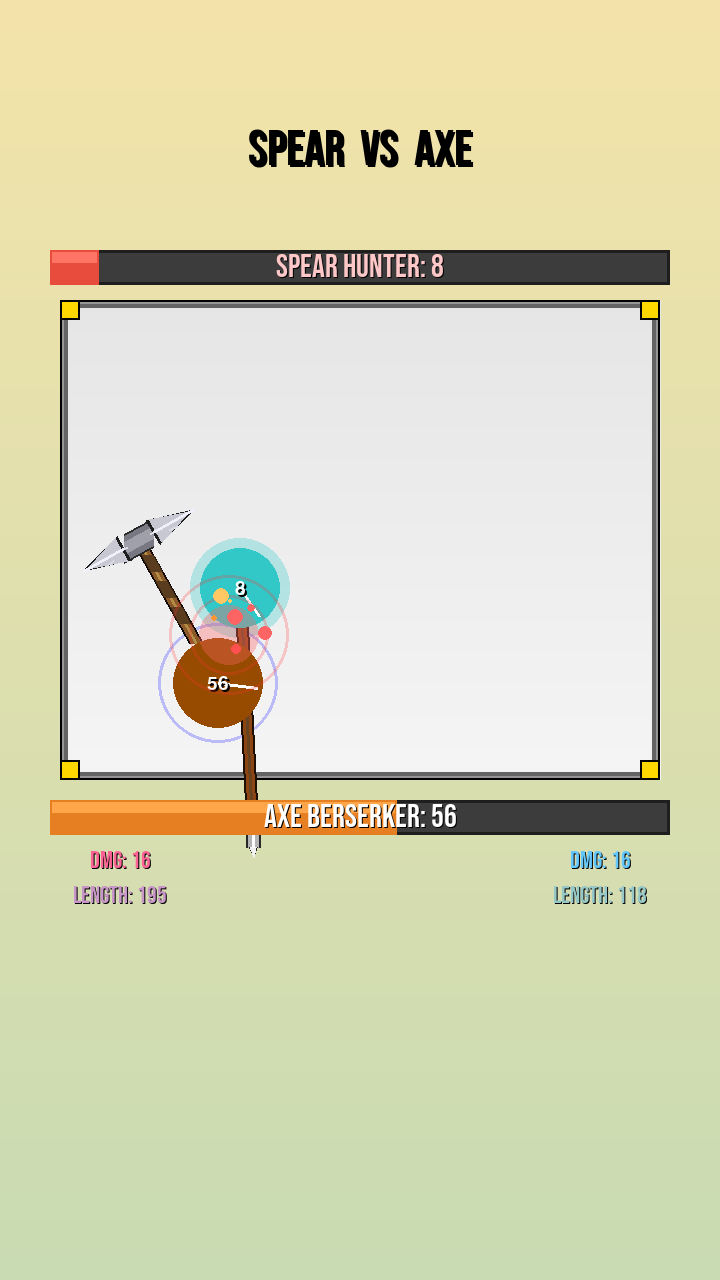 SPEAR VS AXE
SPEAR HUNTER: 8
8
56
AXE BERSERKER: 56
DMG: 16
DMG: 16
LENGTH: 195
LENGTH: 118